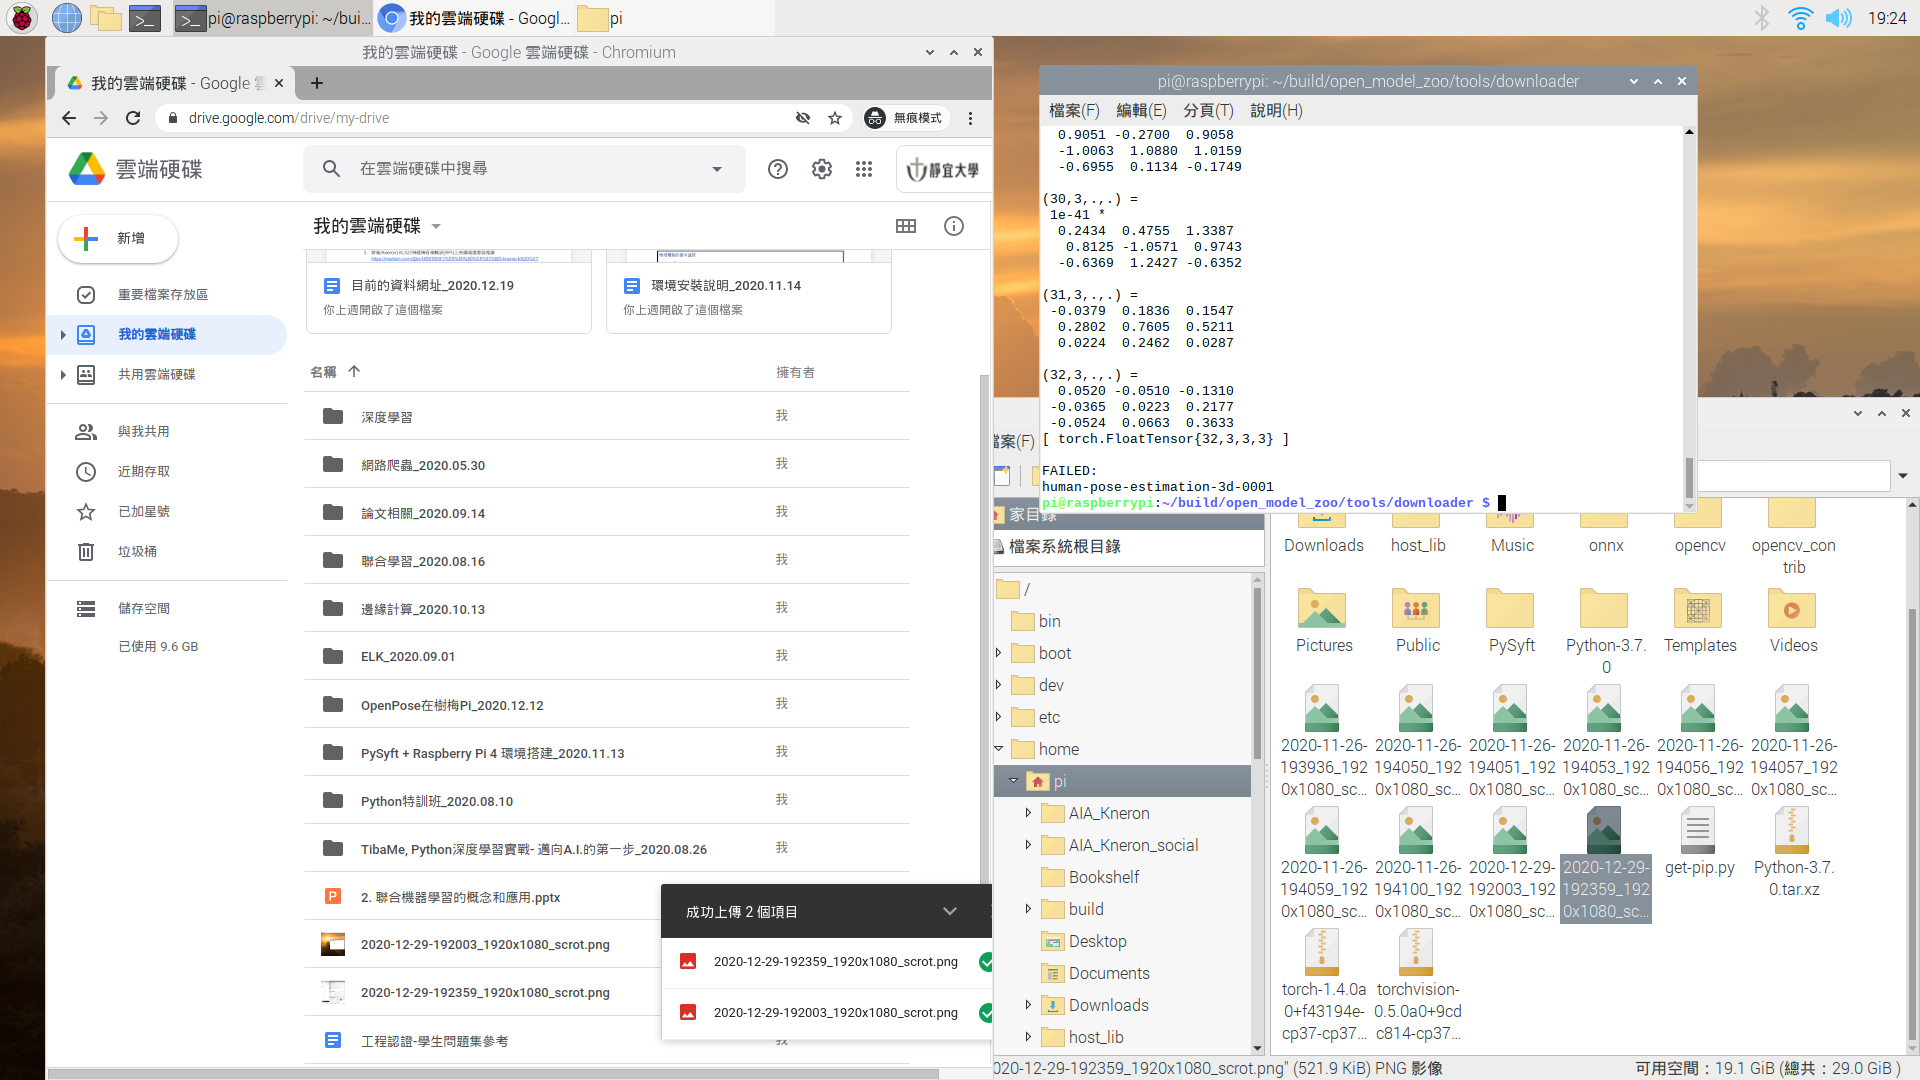 pi@raspberrypi: ~/bui...
我的雲端硬碟 - Googl...
pi
19:24
我的雲端硬碟 - Google 雲端硬碟 - Chromium
我的雲端硬碟 - Google 雲
drive.google.com/drive/my-drive
無痕模式
雲端硬碟
在雲端硬碟中搜尋
靜宜大學
新增
重要檔案存放區
我的雲端硬碟
共用雲端硬碟
與我共用
近期存取
已加星號
垃圾桶
儲存空間
已使用 9.6 GB
我的雲端硬碟
目前的資料網址_2020.12.19
你上週開啟了這個檔案
環境安裝說明_2020.11.14
你上週開啟了這個檔案
名稱
擁有者
深度學習
我
網路爬蟲_2020.05.30
我
論文相關_2020.09.14
我
聯合學習_2020.08.16
我
邊緣計算_2020.10.13
我
ELK_2020.09.01
我
OpenPose在樹梅Pi_2020.12.12
我
PySyft + Raspberry Pi 4 環境搭建_2020.11.13
我
Python特訓班_2020.08.10
我
TibaMe, Python深度學習實戰- 邁向A.I.的第一步_2020.08.26
我
2. 聯合機器學習的概念和應用.pptx
2020-12-29-192003_1920x1080_scrot.png
2020-12-29-192359_1920x1080_scrot.png
工程認證-學生問題集參考
我
成功上傳 2 個項目
2020-12-29-192359_1920x1080_scrot.png
2020-12-29-192003_1920x1080_scrot.png
pi@raspberrypi: ~/build/open_model_zoo/tools/downloader
檔案(F) 編輯(E) 分頁(T) 說明(H)
0.9051 -0.2700 0.9058
-1.0063 1.0880 1.0159
-0.6955 0.1134 -0.1749
(30,3,.,.) =
1e-41 *
0.2434 0.4755 1.3387
0.8125 -1.0571 0.9743
-0.6369 1.2427 -0.6352
(31,3,.,.) =
-0.0379 0.1836 0.1547
0.2802 0.7605 0.5211
0.0224 0.2462 0.0287
(32,3,.,.) =
0.0520 -0.0510 -0.1310
-0.0365 0.0223 0.2177
-0.0524 0.0663 0.3633
[ torch.FloatTensor{32,3,3,3} ]
FAILED:
human-pose-estimation-3d-0001
pi@raspberrypi:~/build/open_model_zoo/tools/downloader $
檔案(F)
家目錄
檔案系統根目錄
/
bin
boot
dev
etc
home
pi
AIA_Kneron
AIA_Kneron_social
Bookshelf
build
Desktop
Documents
Downloads
host_lib
Downloads
host_lib
Music
onnx
opencv
opencv_con
trib
Pictures
Public
PySyft
Python-3.7.
0
Templates
Videos
2020-11-26-
193936_192
0x1080_sc...
2020-11-26-
194050_192
0x1080_sc...
2020-11-26-
194051_192
0x1080_sc...
2020-11-26-
194053_192
0x1080_sc...
2020-11-26-
194056_192
0x1080_sc...
2020-11-26-
194057_192
0x1080_sc...
2020-11-26-
194059_192
0x1080_sc...
2020-11-26-
194100_192
0x1080_sc...
2020-12-29-
192003_192
0x1080_sc...
2020-12-29-
192359_192
0x1080_sc...
get-pip.py
Python-3.7.
0.tar.xz
torch-1.4.0a
0+f43194e-
cp37-cp37...
torchvision-
0.5.0a0+9cd
c814-cp37...
020-12-29-192359_1920x1080_scrot.png" (521.9 KiB) PNG 影像
可用空間：19.1 GiB (總共：29.0 GiB )